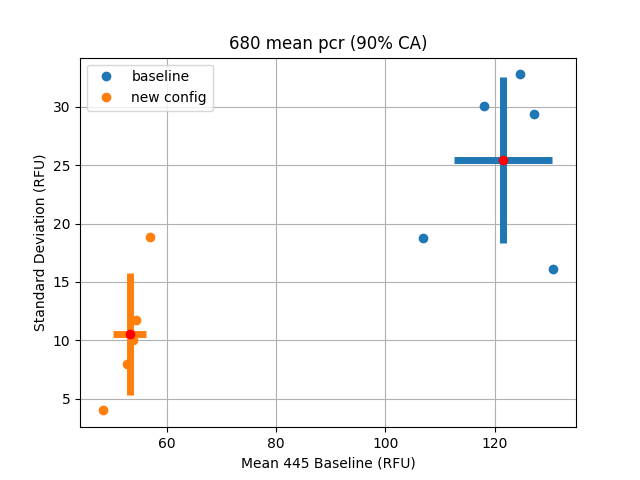 680 mean pcr (90% CA)
baseline
new config
Standard Deviation (RFU)
30
25
20
15
10
5
60
80
100
120
Mean 445 Baseline (RFU)